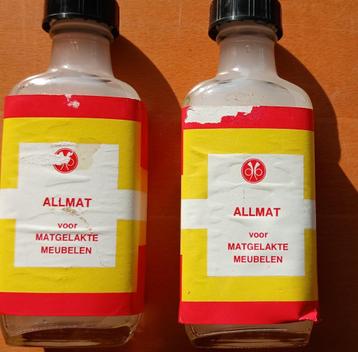 ALLMAT
voor
MATGELAKTE
MEUBELEN
ALLMAT
voor
MATGELAKTE
MEUBELEN